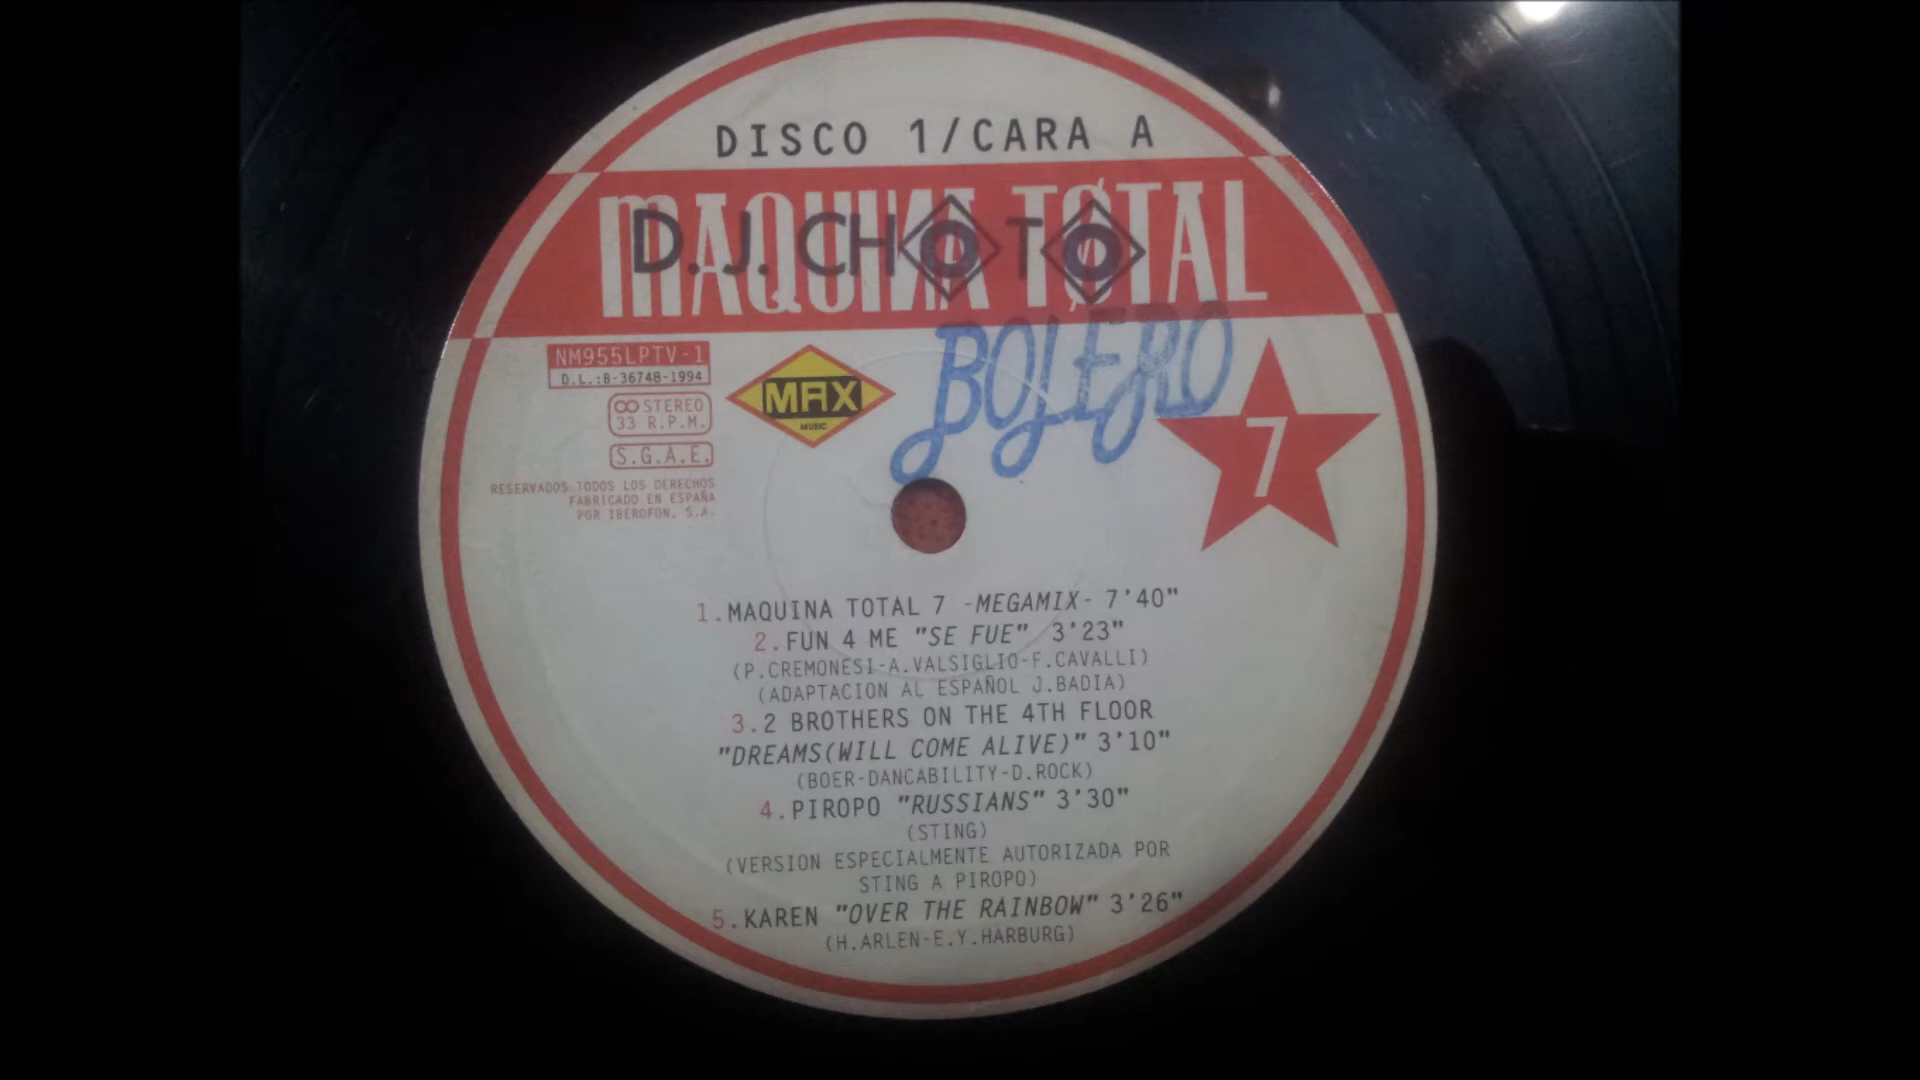 DISCO 1/CARA A
MAQUINA TØTAL
D.J. CHOTO
BOLERO
NM955LPTV-1
D.L.:B-36748-1994
STEREO
33 R.P.M.
S.G.A.E.
RESERVADOS TODOS LOS DERECHOS
FABRICADO EN ESPAÑA
POR IBEROFON, S.A.
MAX
MUSIC
7
1.MAQUINA TOTAL 7 -MEGAMIX- 7'40"
2.FUN 4 ME "SE FUE" 3'23"
(P.CREMONESI-A.VALSIGLIO-F.CAVALLI)
(ADAPTACION AL ESPAÑOL J.BADIA)
3.2 BROTHERS ON THE 4TH FLOOR
"DREAMS(WILL COME ALIVE)" 3'10"
(BOER-DANCABILITY-D.ROCK)
4.PIROPO "RUSSIANS" 3'30"
(STING)
(VERSION ESPECIALMENTE AUTORIZADA POR
STING A PIROPO)
5.KAREN "OVER THE RAINBOW" 3'26"
(H.ARLEN-E.Y.HARBURG)